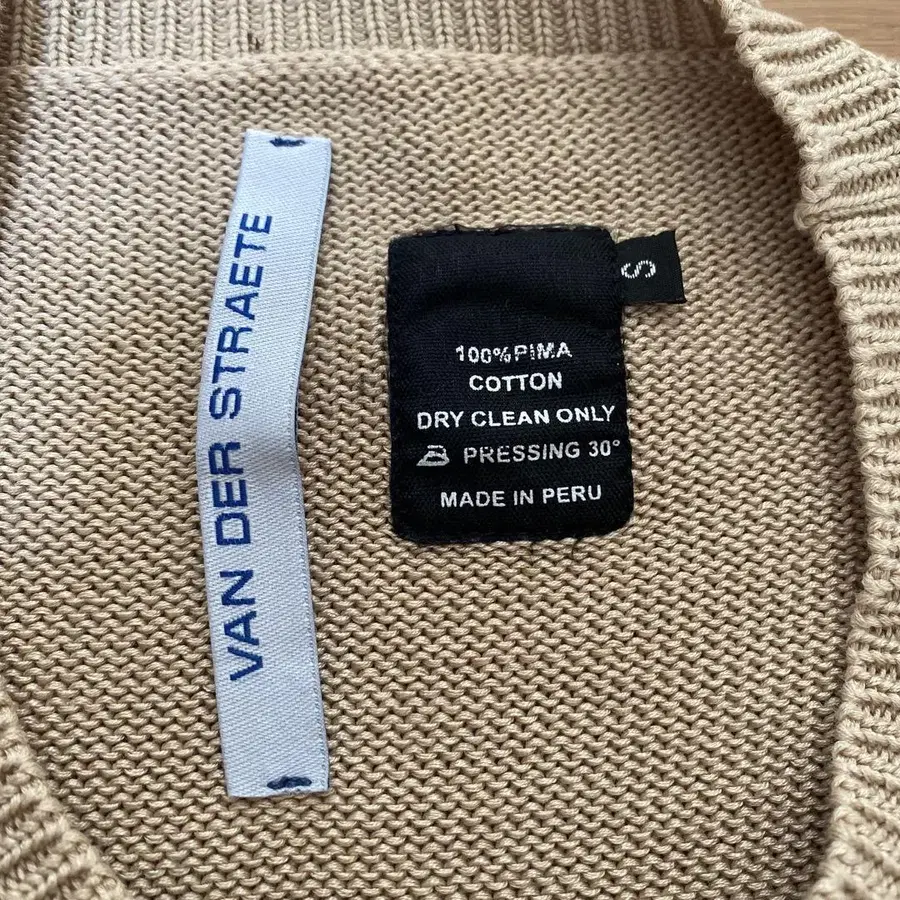 VAN DER STRAETE
S
100% PIMA
COTTON
DRY CLEAN ONLY
PRESSING 30°
MADE IN PERU